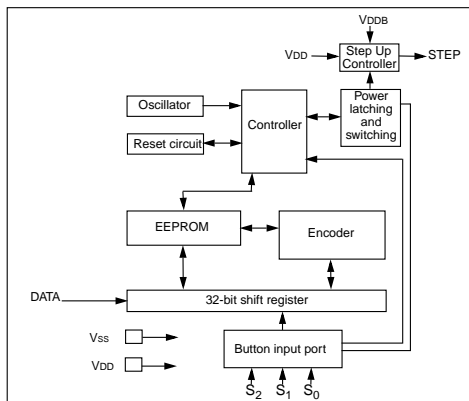 VDDB
VDD
Step Up
Controller
STEP
Oscillator
Controller
Power
latching
and
switching
Reset circuit
EEPROM
Encoder
DATA
32-bit shift register
VSS
VDD
Button input port
S2 S1 S0